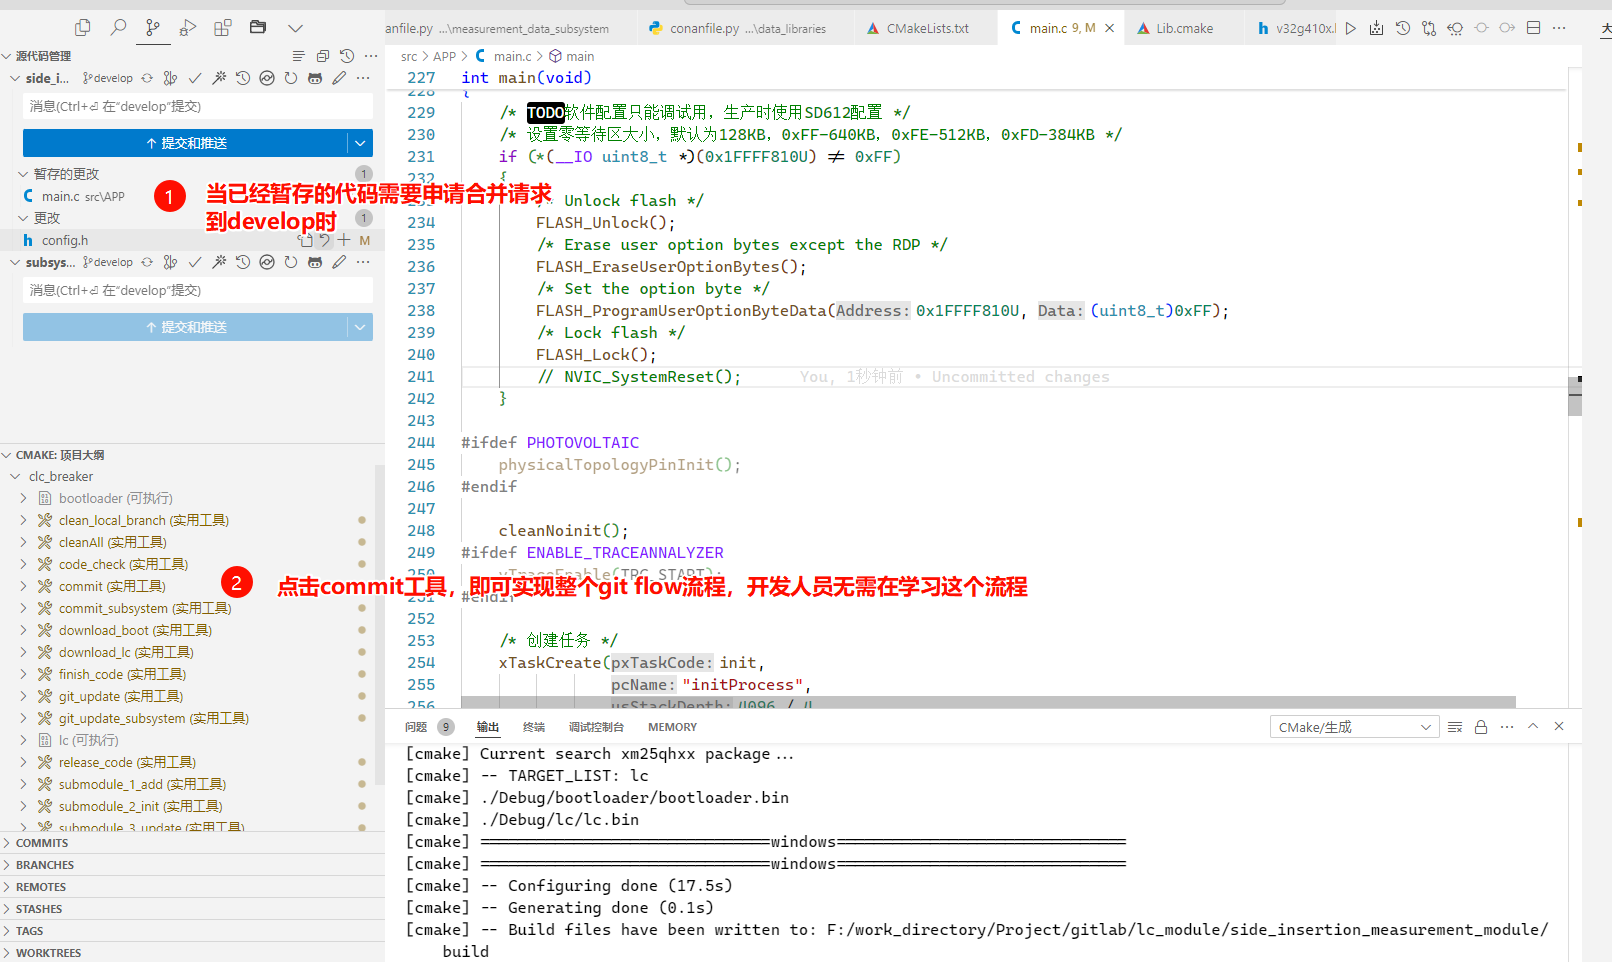 anfile.py ...\measurement_data_subsystem
conanfile.py ...\data_libraries
CMakeLists.txt
main.c 9, M
Lib.cmake
v32g410x.h
源代码管理
side_i... develop
消息(Ctrl+⏎ 在“develop”提交)
↑ 提交和推送
暂存的更改 1
main.c src\APP
更改 1
config.h M
subsys... develop
消息(Ctrl+⏎ 在“develop”提交)
↑ 提交和推送
1 当已经暂存的代码需要申请合并请求
到develop时
CMAKE: 项目大纲
clc_breaker
bootloader (可执行)
clean_local_branch (实用工具)
cleanAll (实用工具)
code_check (实用工具)
commit (实用工具)
commit_subsystem (实用工具)
download_boot (实用工具)
download_lc (实用工具)
finish_code (实用工具)
git_update (实用工具)
git_update_subsystem (实用工具)
lc (可执行)
release_code (实用工具)
submodule_1_add (实用工具)
submodule_2_init (实用工具)
submodule_3_update (实用工具)
2 点击commit工具，即可实现整个git flow流程，开发人员无需在学习这个流程
COMMITS
BRANCHES
REMOTES
STASHES
TAGS
WORKTREES
src > APP > main.c > main
227 int main(void)
228 {
229 /* TODO软件配置只能调试用，生产时使用SD612配置 */
230 /* 设置零等待区大小，默认为128KB，0xFF-640KB，0xFE-512KB，0xFD-384KB */
231 if (*(__IO uint8_t *)(0x1FFFF810U) ≠ 0xFF)
232 {
/* Unlock flash */
234 FLASH_Unlock();
235 /* Erase user option bytes except the RDP */
236 FLASH_EraseUserOptionBytes();
237 /* Set the option byte */
238 FLASH_ProgramUserOptionByteData(Address: 0x1FFFF810U, Data: (uint8_t)0xFF);
239 /* Lock flash */
240 FLASH_Lock();
241 // NVIC_SystemReset(); You, 1秒钟前 • Uncommitted changes
242 }
243
244 #ifdef PHOTOVOLTAIC
245 physicalTopologyPinInit();
246 #endif
247
248 cleanNoinit();
249 #ifdef ENABLE_TRACEANNALYZER
250 vTraceEnable(TRC_START);
251 #endif
252
253 /* 创建任务 */
254 xTaskCreate(pxTaskCode: init,
255 pcName: "initProcess",
256 usStackDepth: 4096 / 4,
问题 9 输出 终端 调试控制台 MEMORY
CMake/生成
[cmake] Current search xm25qhxx package...
[cmake] -- TARGET_LIST: lc
[cmake] ./Debug/bootloader/bootloader.bin
[cmake] ./Debug/lc/lc.bin
[cmake] ===============================windows===============================
[cmake] ===============================windows===============================
[cmake] -- Configuring done (17.5s)
[cmake] -- Generating done (0.1s)
[cmake] -- Build files have been written to: F:/work_directory/Project/gitlab/lc_module/side_insertion_measurement_module/
build